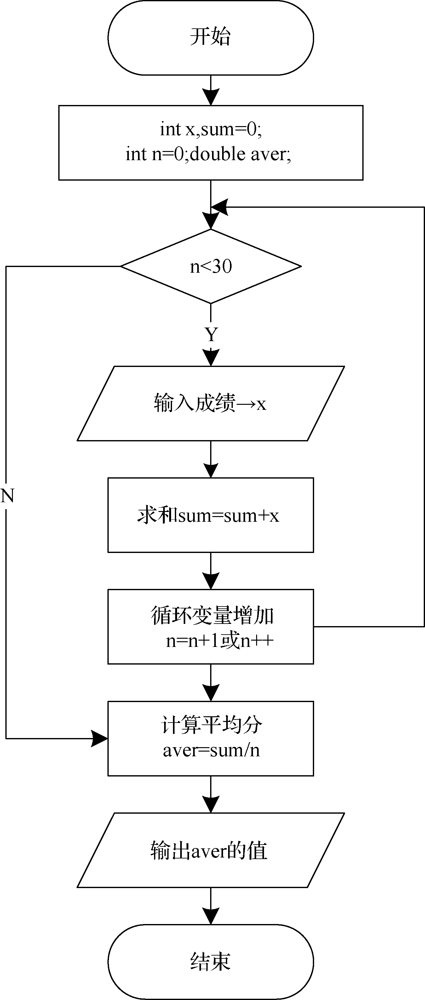 开始
int x,sum=0;
int n=0;double aver;
n<30
Y
输入成绩→x
N
求和sum=sum+x
循环变量增加
n=n+1或n++
计算平均分
aver=sum/n
输出aver的值
结束